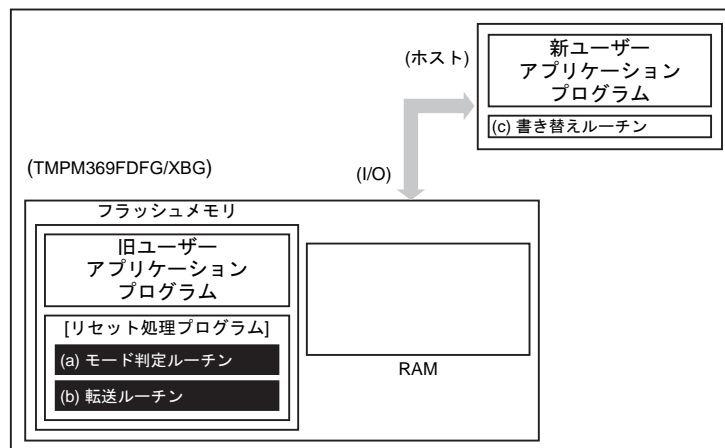 (ホスト)
新ユーザー
アプリケーション
プログラム
(c) 書き替えルーチン
(TMPM369FDFG/XBG)
(I/O)
フラッシュメモリ
旧ユーザー
アプリケーション
プログラム
[リセット処理プログラム]
(a) モード判定ルーチン
(b) 転送ルーチン
RAM